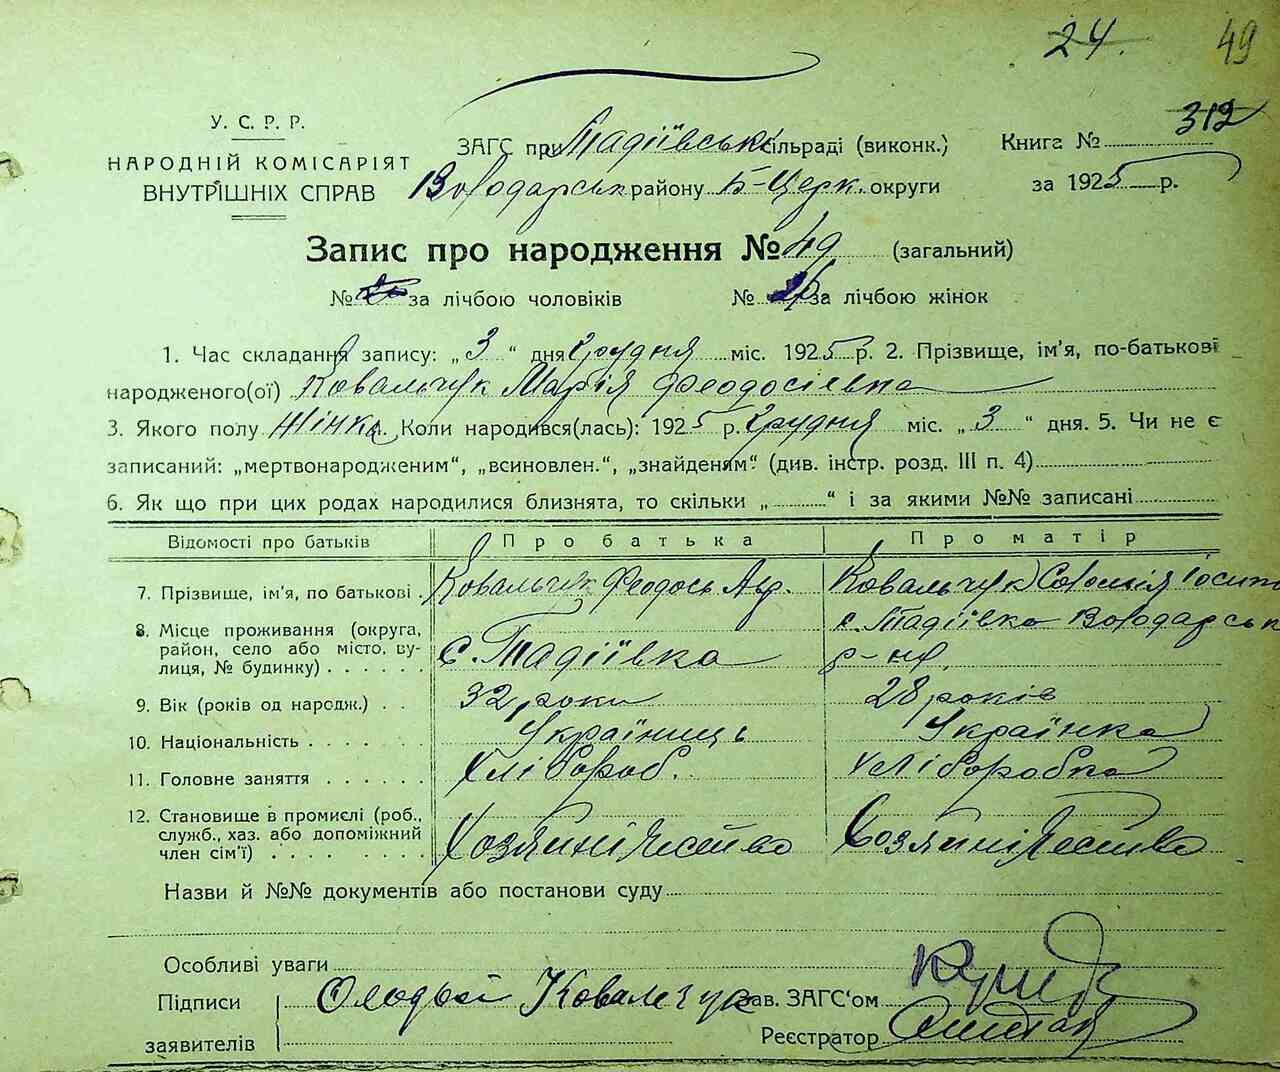 24. 49
У. С. Р. Р.
НАРОДНІЙ КОМІСАРІЯТ
ВНУТРІШНІХ СПРАВ
ЗАГС при Тадіївській сільраді (виконк.) Книга № 312
Володарськ району Б-Церк. округи за 1925 р.
Запис про народження № 49 (загальний)
№ за лічбою чоловіків № за лічбою жінок
1. Час складання запису: „3“ дня Грудня міс. 1925 р. 2. Прізвище, ім'я, по-батькові
народженого(ої) Ковальчук Марія Феодосієвна
3. Якого полу Жінка. Коли народився(лась): 1925 р. Грудня міс. „3“ дня. 5. Чи не є
записаний: „мертвонародженим“, „всиновлен.“, „знайденям“ (див. інстр. розд. III п. 4)
6. Як що при цих родах народилися близнята, то скільки „ “ і за якими №№ записані
Відомості про батьків Про батька Про матір
7. Прізвище, ім'я, по батькові . Ковальчук Феодось Ковальчук Соломія Іосип
8. Місце проживання (округа, район, село або місто, вулиця, № будинку) . . . . . с. Тадіївка с. Тадіївка Володарськ р-на
9. Вік (років од народж.) . . 32 роки 28 років
10. Національність . . . . . . Українець Українка
11. Головне заняття . . . . . . Хлібороб. Хліборобка
12. Становище в промислі (роб., служб., хаз. або допоміжний член сім'ї) . . . . . . . .
Назви й №№ документів або постанови суду
Особливі уваги
Підписи Ковальчук зав. ЗАГС'ом
заявителів Реєстратор